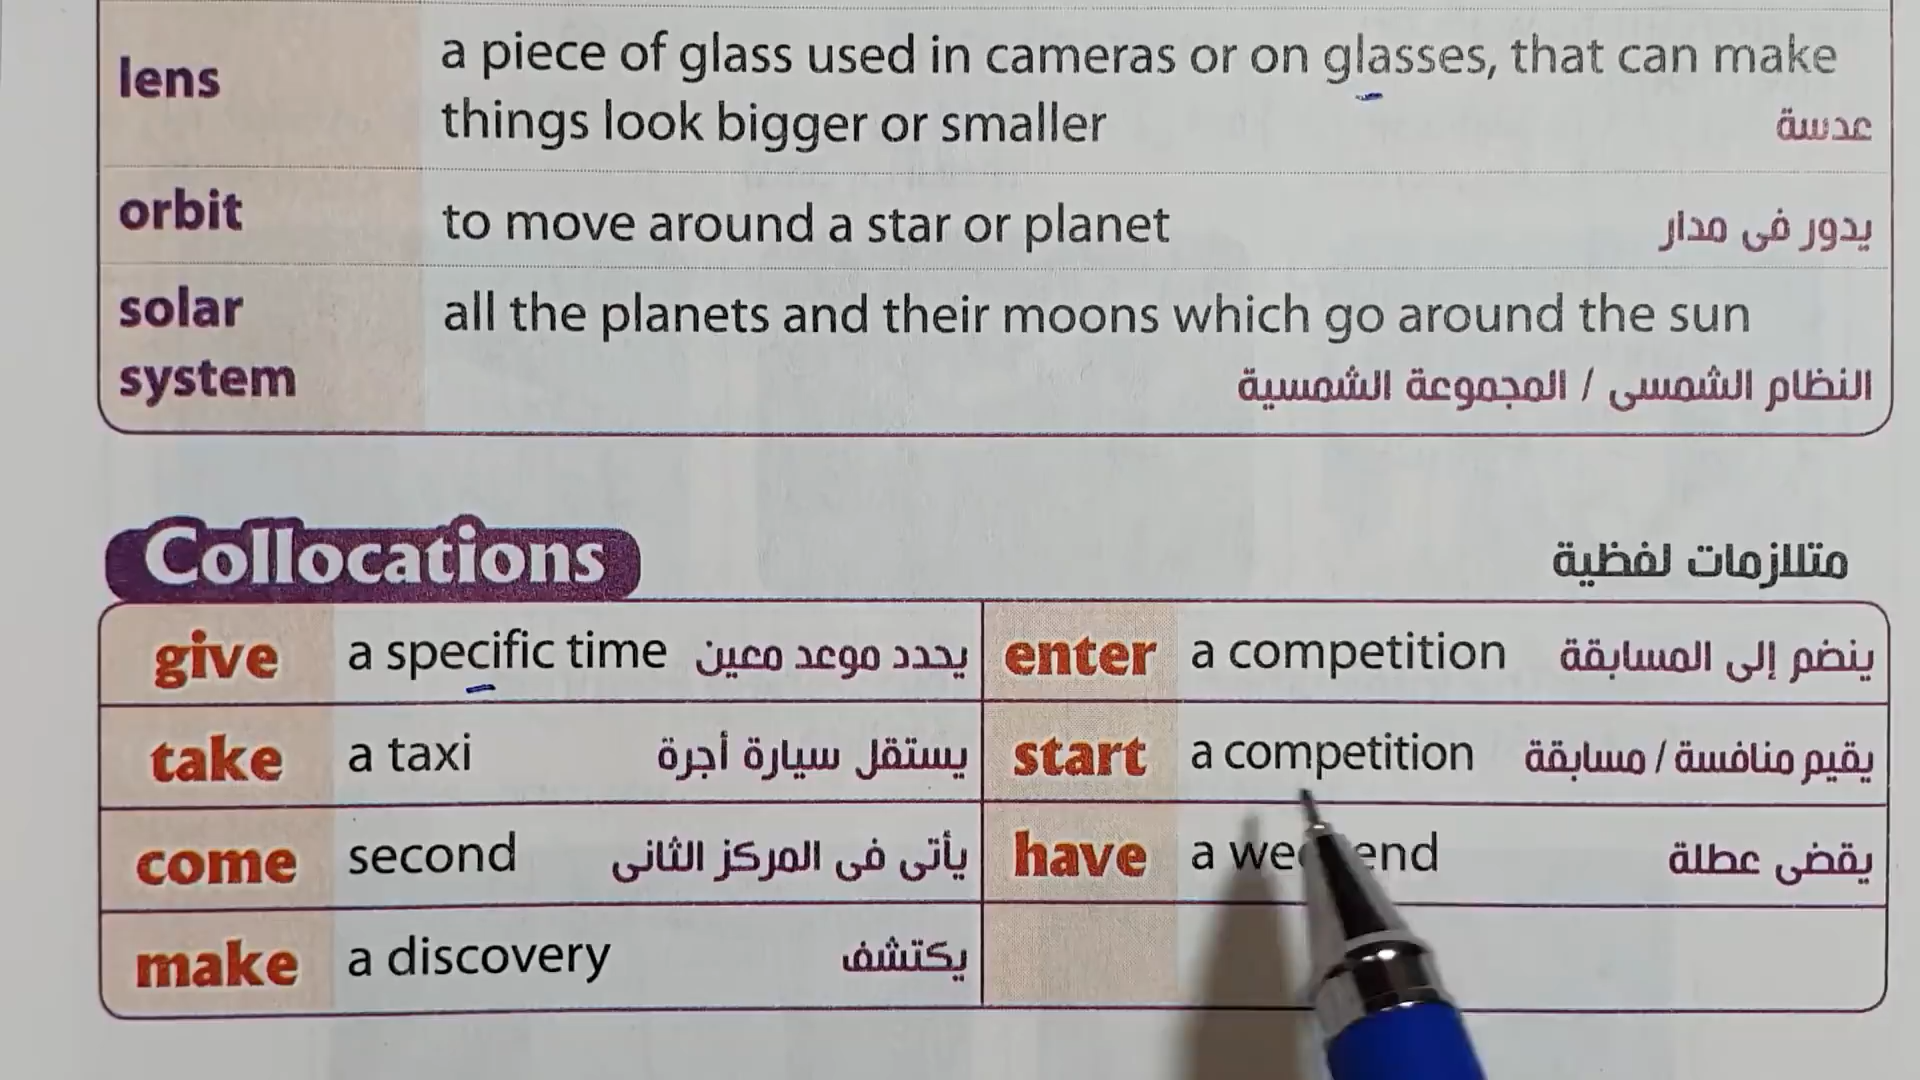 lens a piece of glass used in cameras or on glasses, that can make
things look bigger or smaller عدسة
orbit to move around a star or planet يدور فى مدار
solar all the planets and their moons which go around the sun
system النظام الشمسى / المجموعة الشمسية
Collocations متلازمات لفظية
give a specific time يحدد موعد معين enter a competition ينضم إلى المسابقة
take a taxi يستقل سيارة أجرة start a competition يقيم منافسة / مسابقة
come second يأتى فى المركز الثانى have a end يقضى عطلة
make a discovery يكتشف